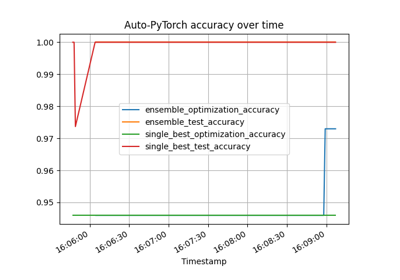 Auto-PyTorch accuracy over time
1.00
0.99
0.98
0.97
0.96
0.95
ensemble_optimization_accuracy
ensemble_test_accuracy
single_best_optimization_accuracy
single_best_test_accuracy
16:06:00
16:06:30
16:07:00
16:07:30
16:08:00
16:08:30
16:09:00
Timestamp